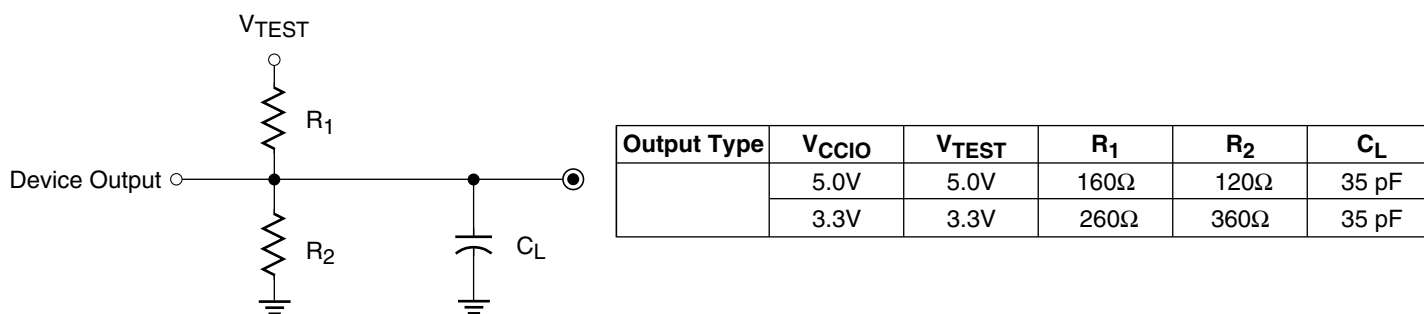 VTEST
R1
Device Output
R2
CL
Output Type VCCIO VTEST R1 R2 CL
5.0V 5.0V 160Ω 120Ω 35 pF
3.3V 3.3V 260Ω 360Ω 35 pF